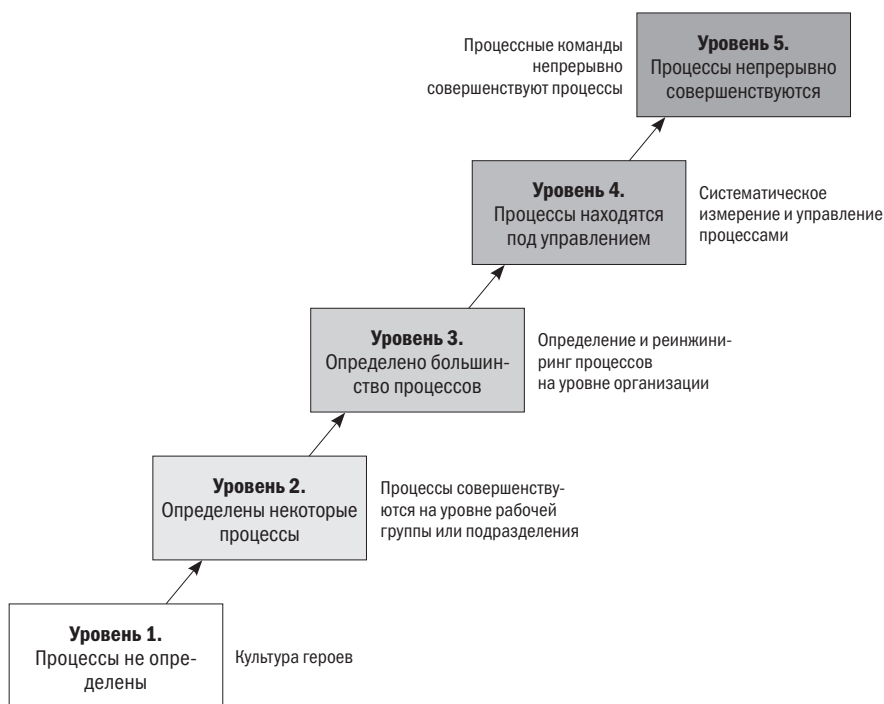 Процессные команды
непрерывно
совершенствуют процессы
Уровень 5.
Процессы непрерывно
совершенствуются
Уровень 4.
Процессы находятся
под управлением
Систематическое
измерение и управление
процессами
Уровень 3.
Определено большин-
ство процессов
Определение и реинжини-
ринг процессов
на уровне организации
Уровень 2.
Определены некоторые
процессы
Процессы совершенству-
ются на уровне рабочей
группы или подразделения
Уровень 1.
Процессы не опре-
делены
Культура героев